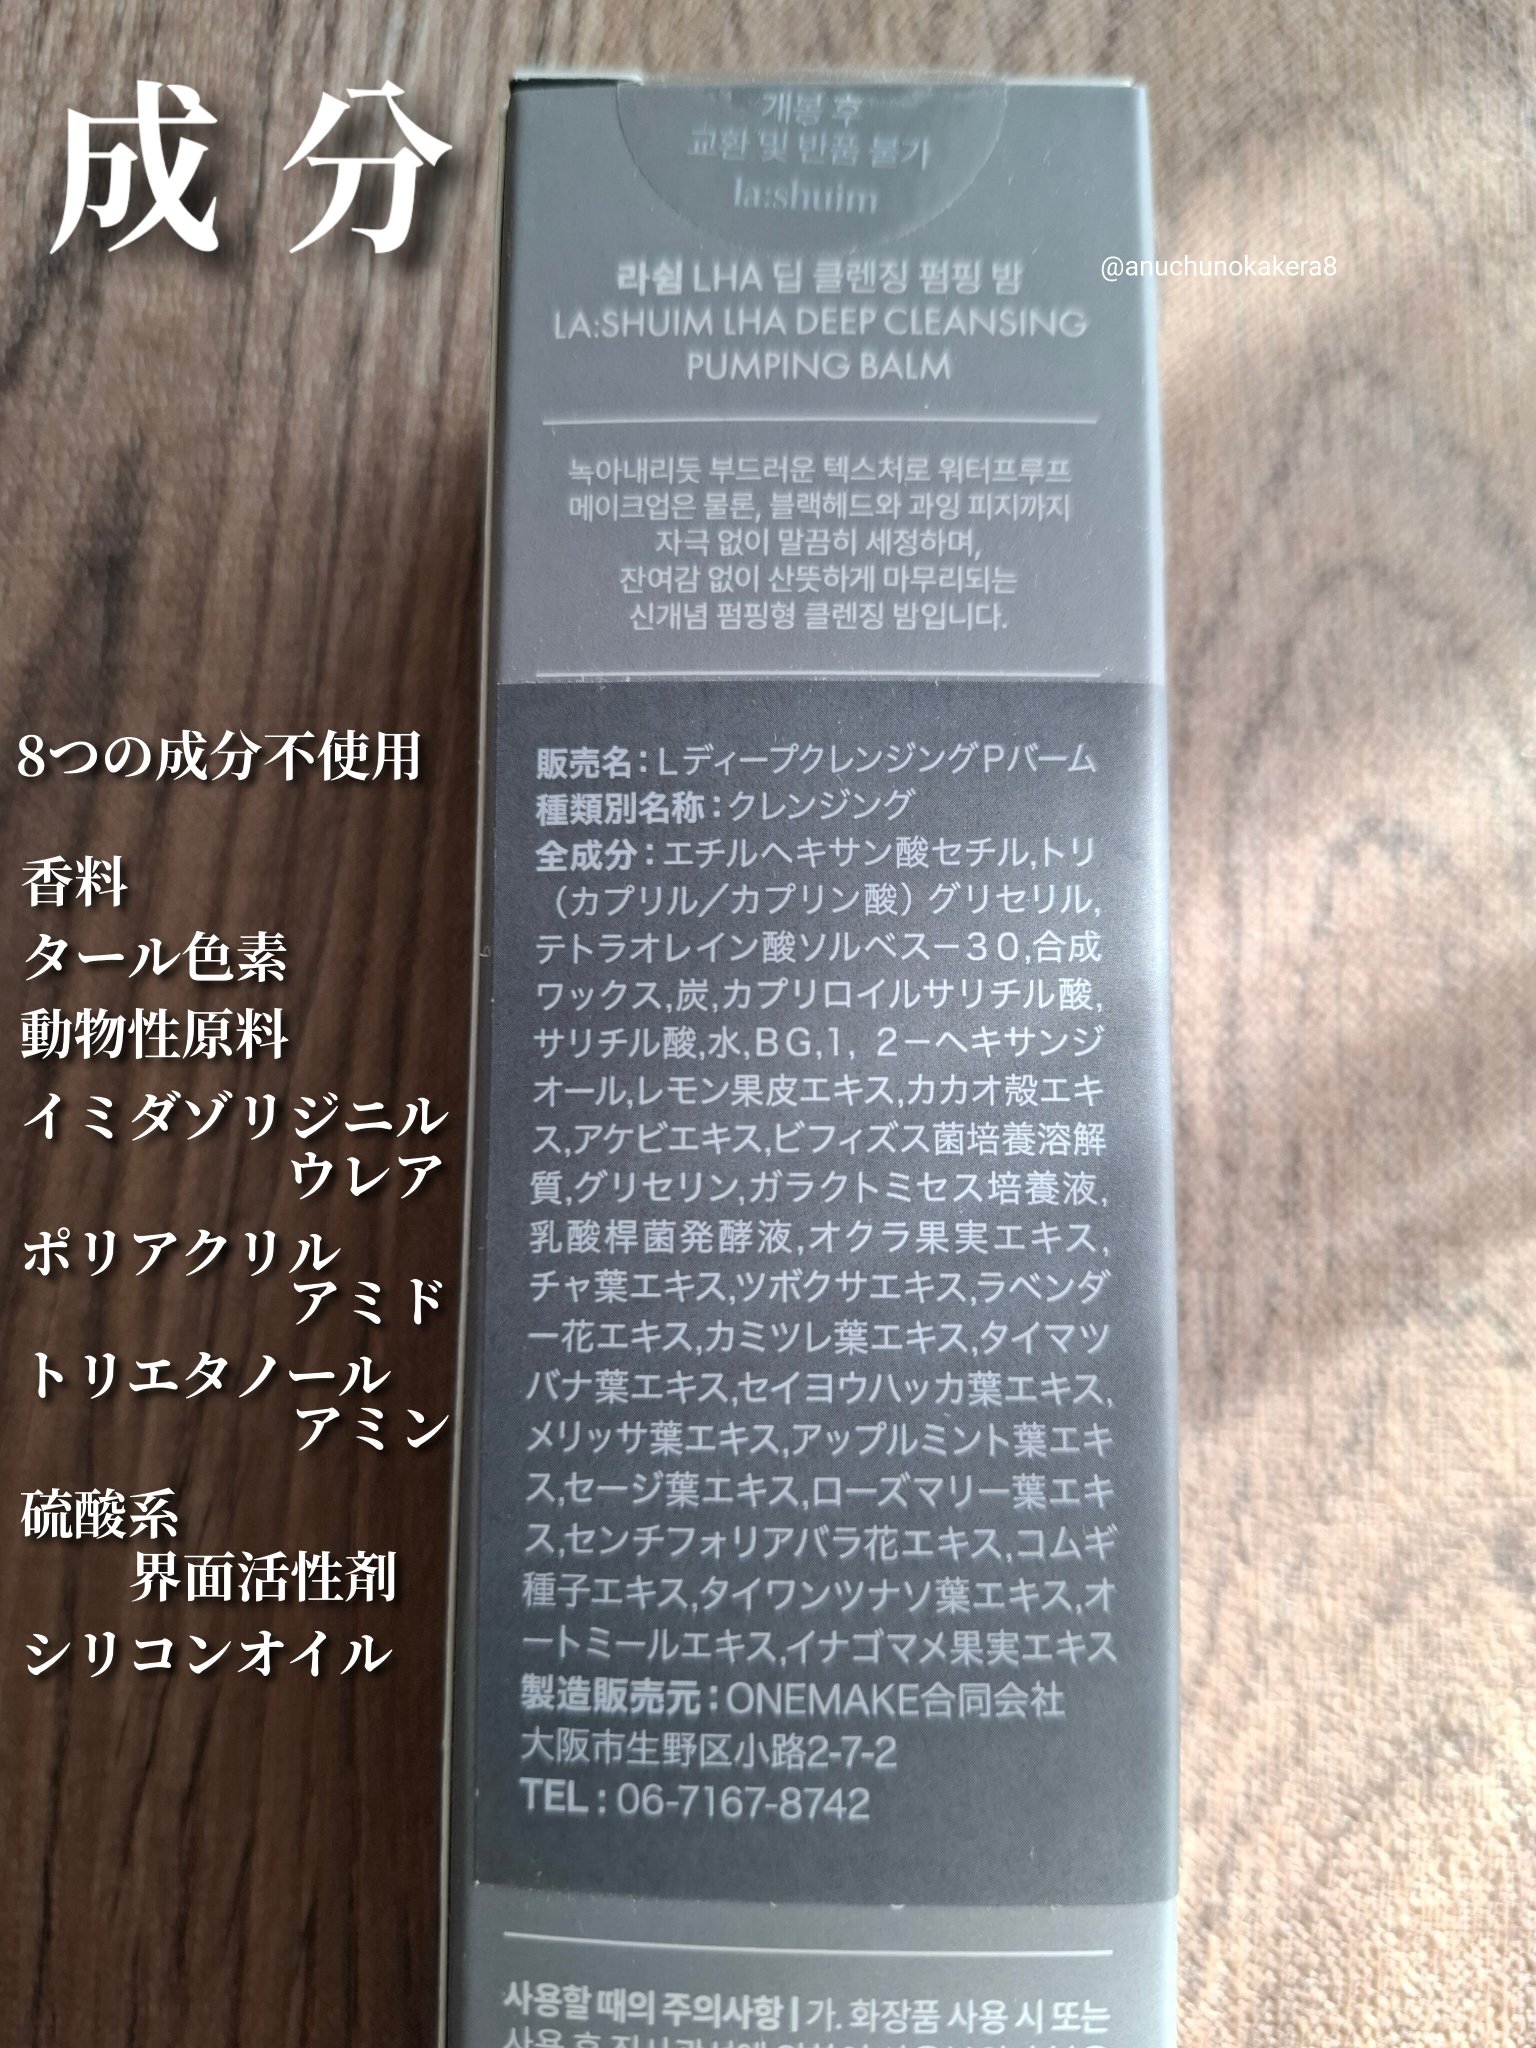 成分
개봉 후
교환 및 반품 불가
la:shuim
@anuchunokakera8
라쉼 LHA 딥 클렌징 펌핑 밤
LA:SHUIM LHA DEEP CLEANSING
PUMPING BALM
녹아내리듯 부드러운 텍스처로 워터프루프
메이크업은 물론, 블랙헤드와 과잉 피지까지
자극 없이 말끔히 세정하며,
잔여감 없이 산뜻하게 마무리되는
신개념 펌핑형 클렌징 밤입니다.
8つの成分不使用
香料
タール色素
動物性原料
イミダゾリジニル
ウレア
ポリアクリル
アミド
トリエタノール
アミン
硫酸系
界面活性剤
シリコンオイル
販売名:LディープクレンジングPバーム
種類別名称:クレンジング
全成分:エチルヘキサン酸セチル,トリ
(カプリル/カプリン酸)グリセリル,
テトラオレイン酸ソルベス−30,合成
ワックス,炭,カプリロイルサリチル酸,
サリチル酸,水,BG,1, 2−ヘキサンジ
オール,レモン果皮エキス,カカオ殻エキ
ス,アケビエキス,ビフィズス菌培養溶解
質,グリセリン,ガラクトミセス培養液,
乳酸桿菌発酵液,オクラ果実エキス,
チャ葉エキス,ツボクサエキス,ラベンダ
ー花エキス,カミツレ葉エキス,タイマツ
バナ葉エキス,セイヨウハッカ葉エキス,
メリッサ葉エキス,アップルミント葉エキ
ス,セージ葉エキス,ローズマリー葉エキ
ス,センチフォリアバラ花エキス,コムギ
種子エキス,タイワンツナソ葉エキス,オ
ートミールエキス,イナゴマメ果実エキス
製造販売元:ONEMAKE合同会社
大阪市生野区小路2-7-2
TEL:06-7167-8742
사용할 때의 주의사항 | 가. 화장품 사용 시 또는